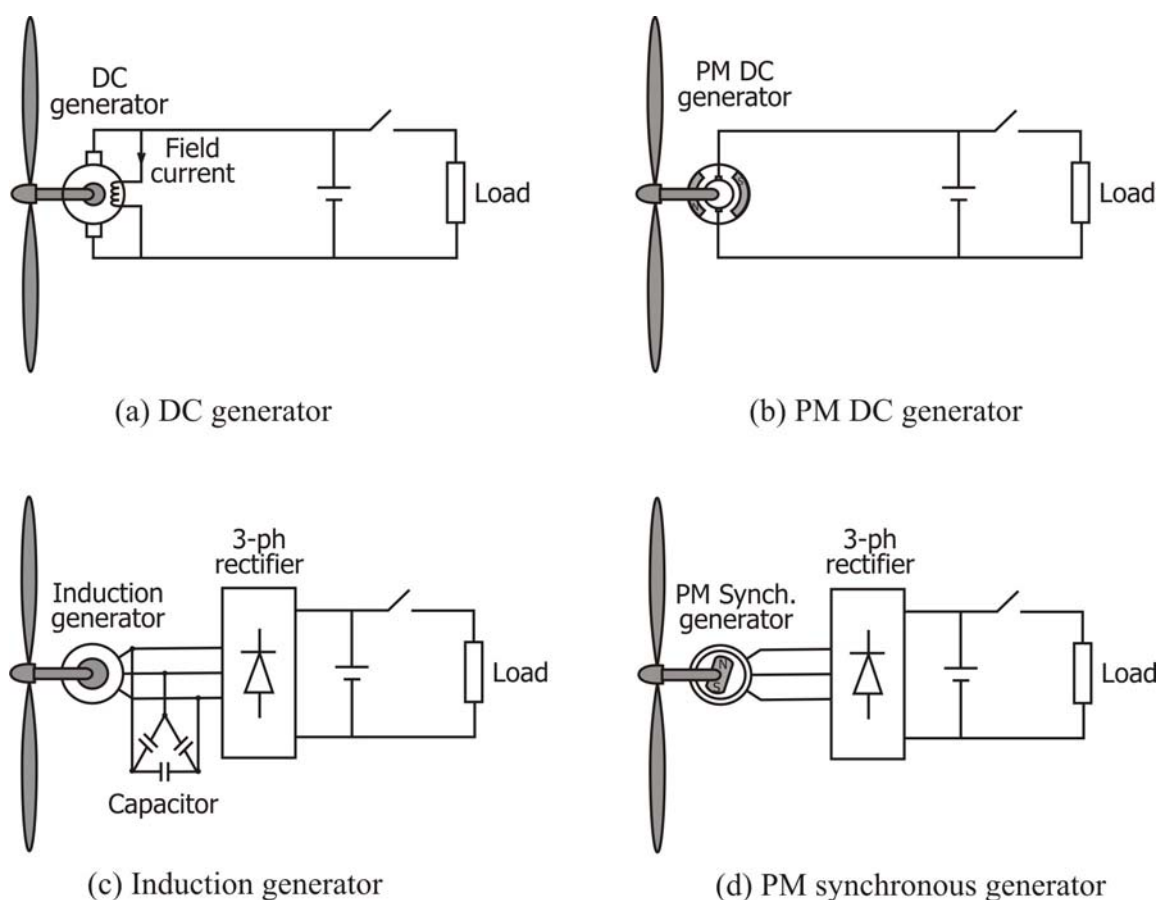 DC
generator
Field
current
Load
(a) DC generator
PM DC
generator
Load
(b) PM DC generator
Induction
generator
3-ph
rectifier
Load
Capacitor
(c) Induction generator
PM Synch.
generator
N
S
3-ph
rectifier
Load
(d) PM synchronous generator